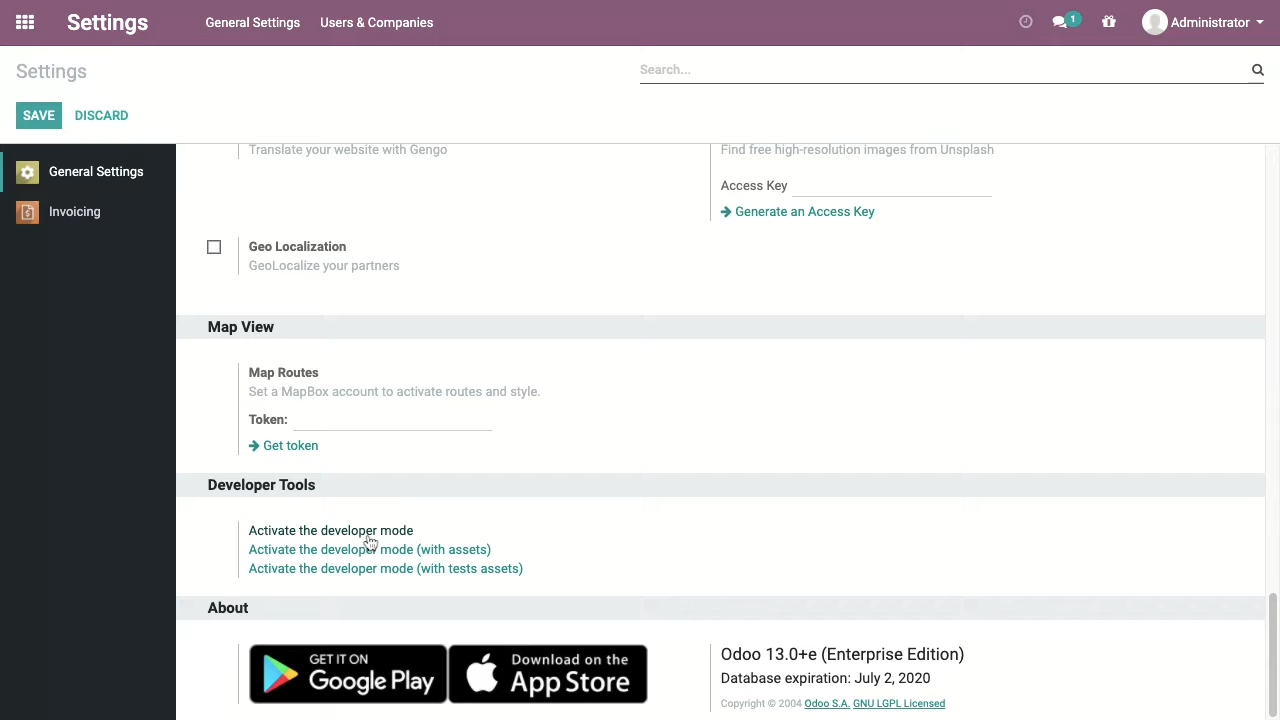 Settings
General Settings
Users & Companies
1
Administrator
Settings
Search...
SAVE
DISCARD
General Settings
Invoicing
Translate your website with Gengo
Find free high-resolution images from Unsplash
Access Key
Generate an Access Key
Geo Localization
GeoLocalize your partners
Map View
Map Routes
Set a MapBox account to activate routes and style.
Token:
Get token
Developer Tools
Activate the developer mode
Activate the developer mode (with assets)
Activate the developer mode (with tests assets)
About
GET IT ON
Google Play
Download on the
App Store
Odoo 13.0+e (Enterprise Edition)
Database expiration: July 2, 2020
Copyright © 2004 Odoo S.A. GNU LGPL Licensed